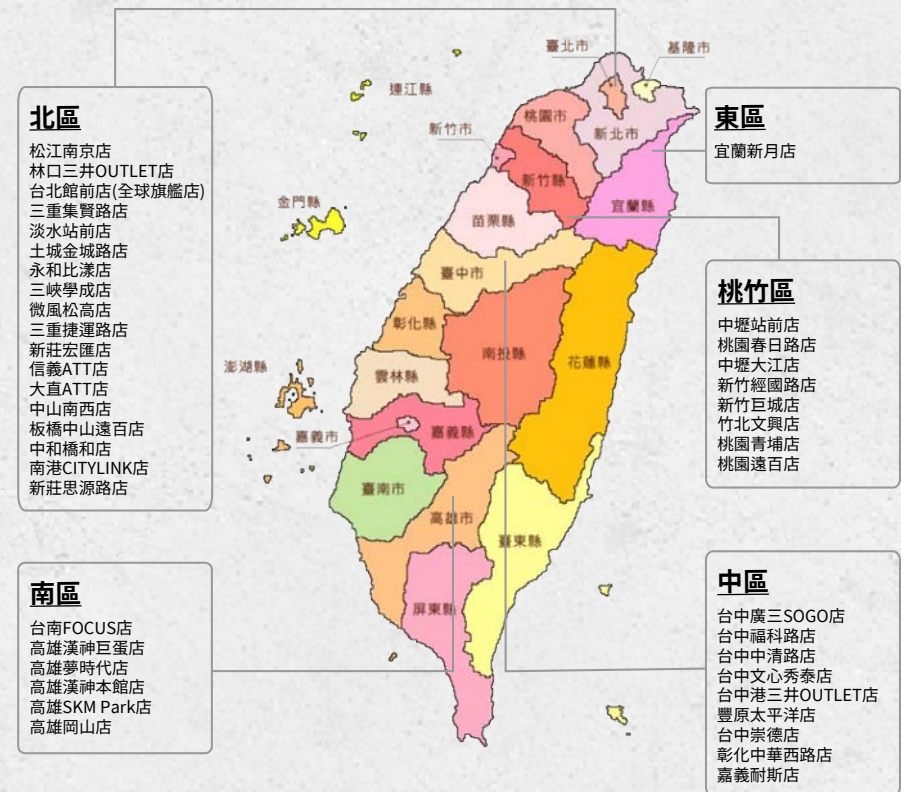 北區
松江南京店
林口三井OUTLET店
台北館前店(全球旗艦店)
三重集賢路店
淡水站前店
土城金城路店
永和比漾店
三峽學成店
微風松高店
三重捷運路店
新莊宏匯店
信義ATT店
大直ATT店
中山南西店
板橋中山遠百店
中和橋和店
南港CITYLINK店
新莊思源路店
南區
台南FOCUS店
高雄漢神巨蛋店
高雄夢時代店
高雄漢神本館店
高雄SKM Park店
高雄岡山店
臺北市
基隆市
連江縣
桃園市
新北市
新竹市
新竹縣
宜蘭縣
金門縣
苗栗縣
臺中市
彰化縣
南投縣
花蓮縣
澎湖縣
雲林縣
嘉義市
嘉義縣
臺南市
高雄市
臺東縣
屏東縣
東區
宜蘭新月店
桃竹區
中壢站前店
桃園春日路店
中壢大江店
新竹經國路店
新竹巨城店
竹北文興店
桃園青埔店
桃園遠百店
中區
台中廣三SOGO店
台中福科路店
台中中清路店
台中文心秀泰店
台中港三井OUTLET店
豐原太平洋店
台中崇德店
彰化中華西路店
嘉義耐斯店